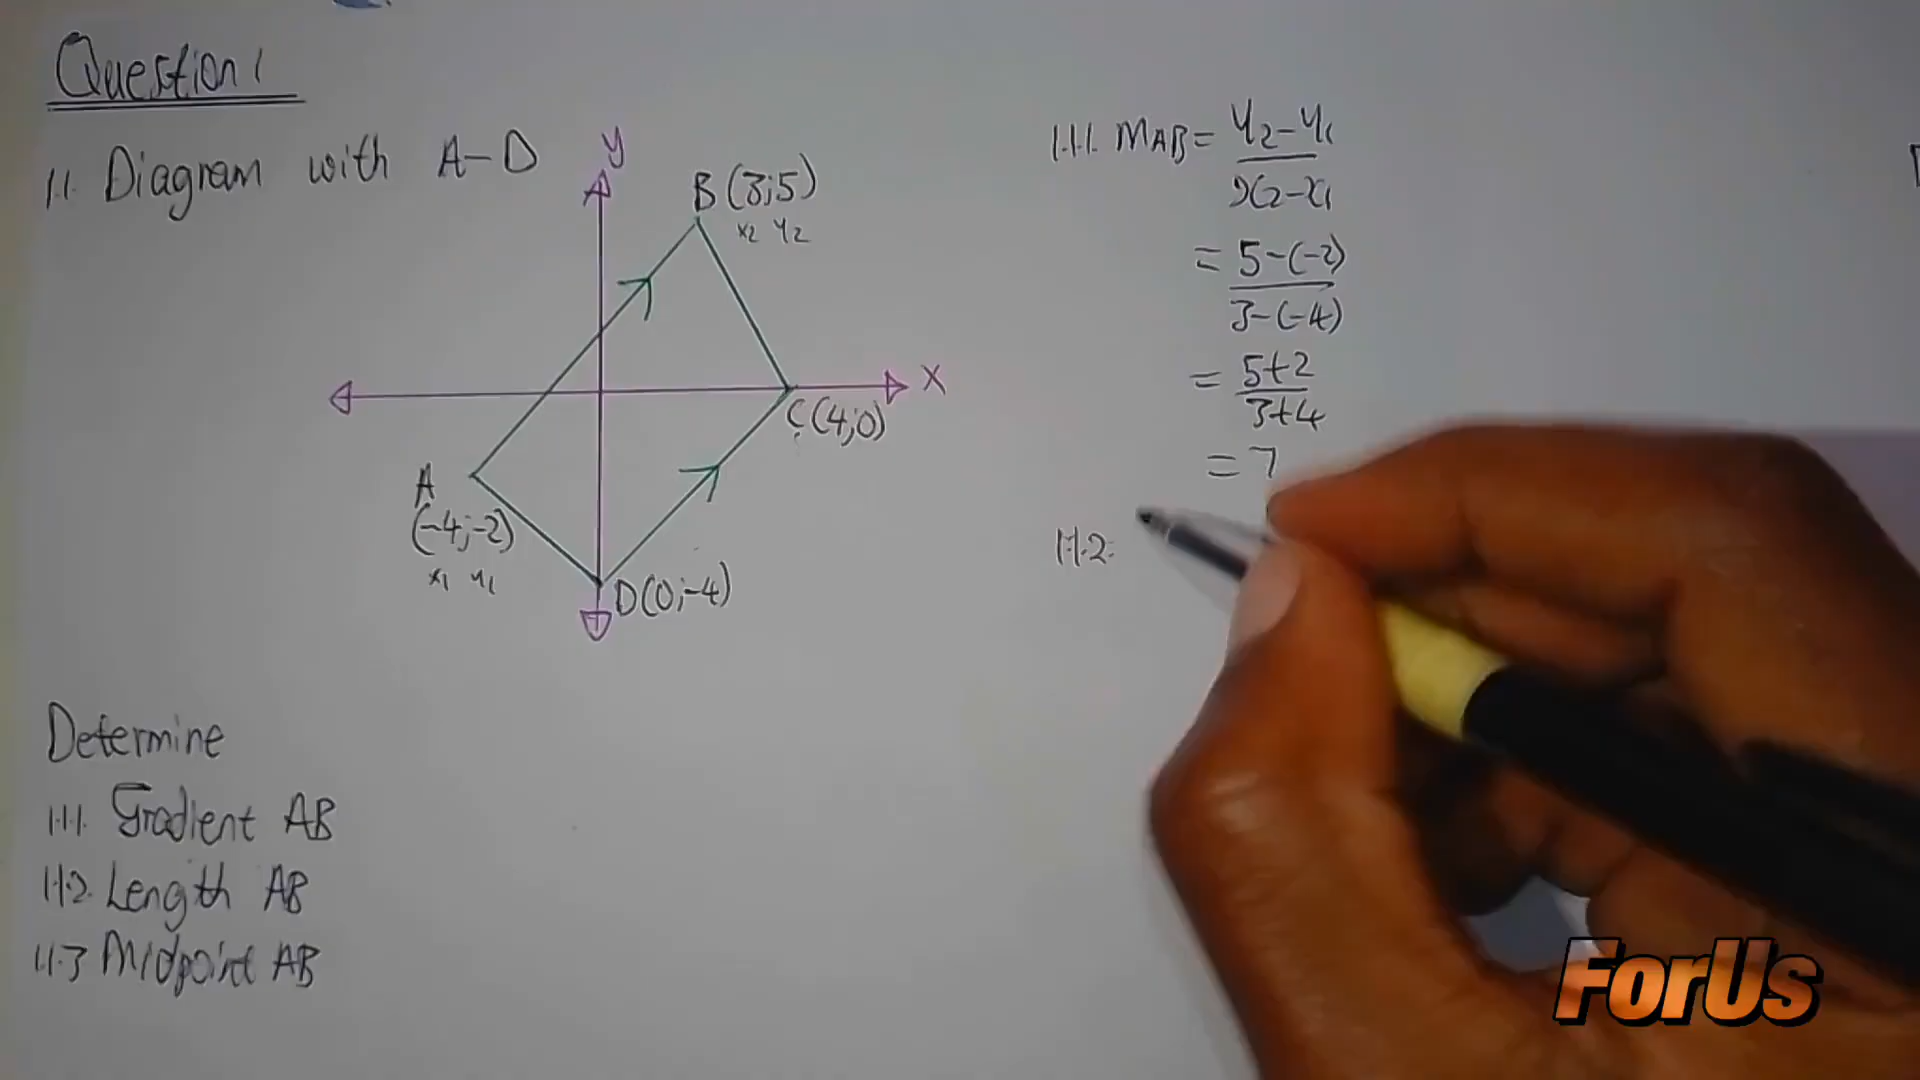 Question 1
1.1. Diagram with A-D
y
B (3;5)
x2 y2
x
C(4;0)
A
(-4;-2)
x1 y1
D(0;-4)
Determine
1.1.1. Gradient AB
1.1.2. Length AB
1.1.3 Midpoint AB
1.1.1. MAB = y2-y1
x2-x1
= 5-(-2)
3-(-4)
= 5+2
3+4
= 7
1.1.2.
ForUs